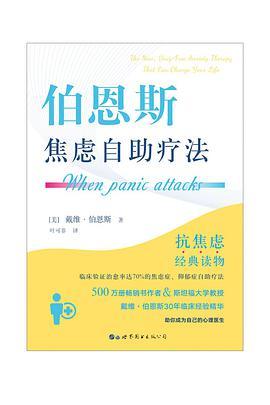 The New, Drug-Free Anxiety Therapy
That Can Change Your Life
伯恩斯
焦虑自助疗法
When panic attacks
[美] 戴维·伯恩斯 著
叶可非 译
抗焦虑
经典读物
临床验证治愈率达70%的焦虑症、抑郁症自助疗法
500万册畅销书作者&斯坦福大学教授
戴维·伯恩斯30年临床经验精华
助你成为自己的心理医生
世界图书出版公司